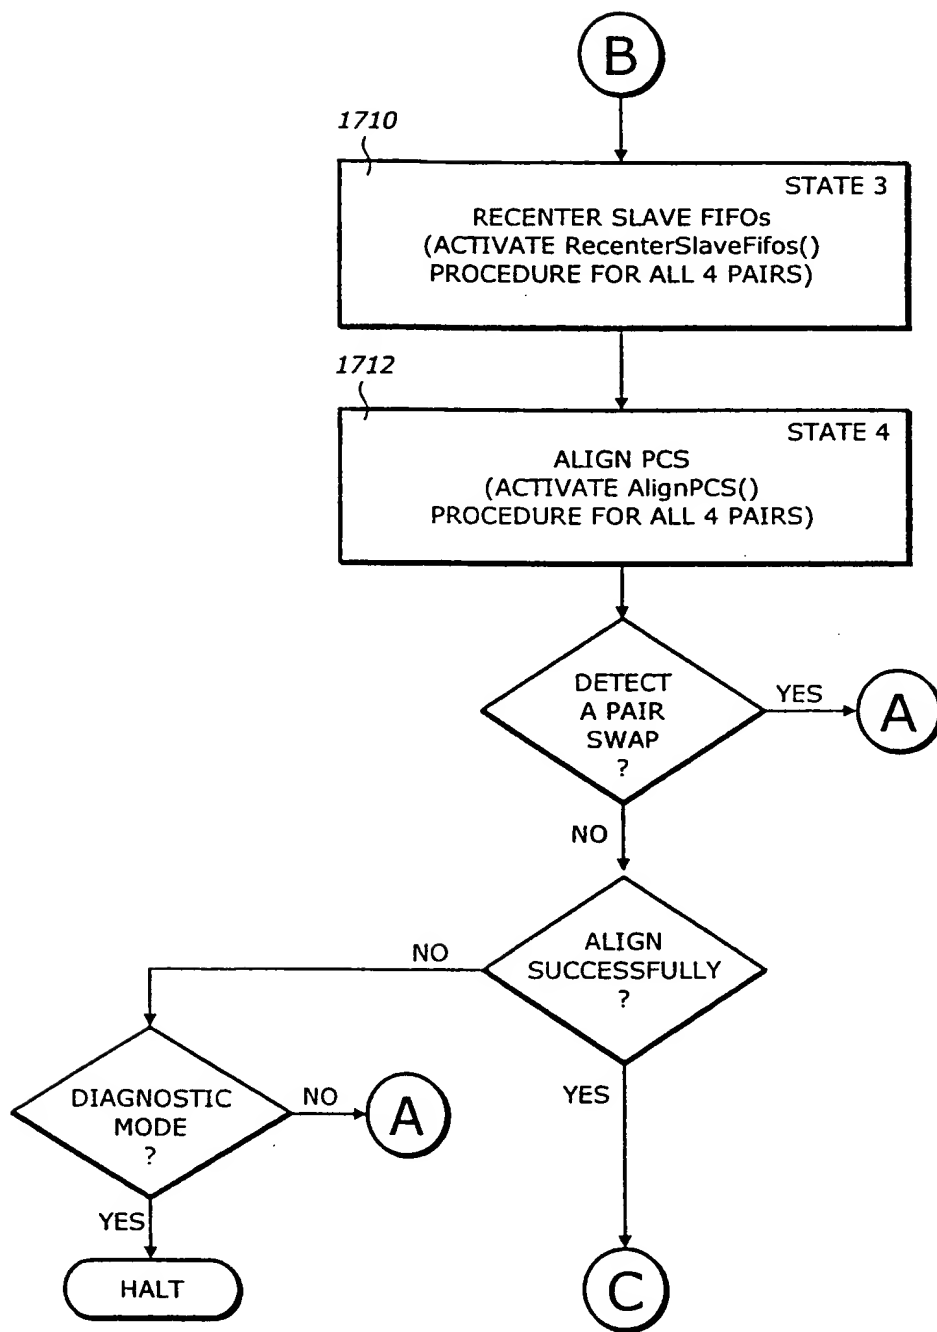 B
1710
STATE 3
RECENTER SLAVE FIFOs
(ACTIVATE RecenterSlaveFifos()
PROCEDURE FOR ALL 4 PAIRS)
1712
STATE 4
ALIGN PCS
(ACTIVATE AlignPCS()
PROCEDURE FOR ALL 4 PAIRS)
DETECT
A PAIR
SWAP
?
YES
A
NO
ALIGN
SUCCESSFULLY
?
NO
YES
DIAGNOSTIC
MODE
?
NO
A
YES
HALT
C